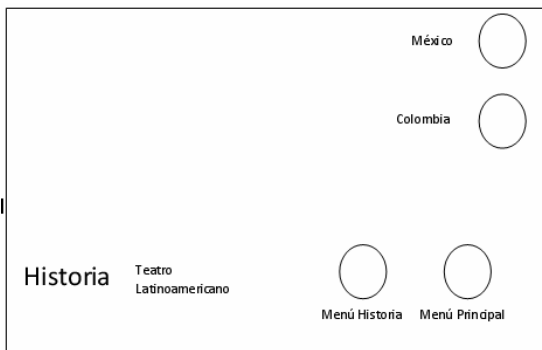 México
Colombia
Historia
Teatro
Latinoamericano
Menú Historia
Menú Principal